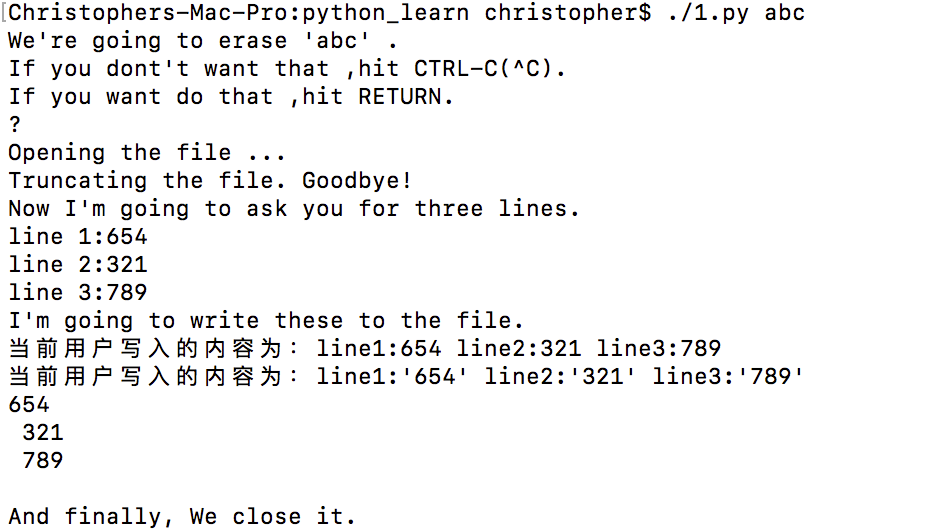 [Christophers-Mac-Pro:python_learn christopher$ ./1.py abc
We're going to erase 'abc' .
If you dont't want that ,hit CTRL-C(^C).
If you want do that ,hit RETURN.
?
Opening the file ...
Truncating the file. Goodbye!
Now I'm going to ask you for three lines.
line 1:654
line 2:321
line 3:789
I'm going to write these to the file.
当前用户写入的内容为: line1:654 line2:321 line3:789
当前用户写入的内容为: line1:'654' line2:'321' line3:'789'
654
 321
 789

And finally, We close it.